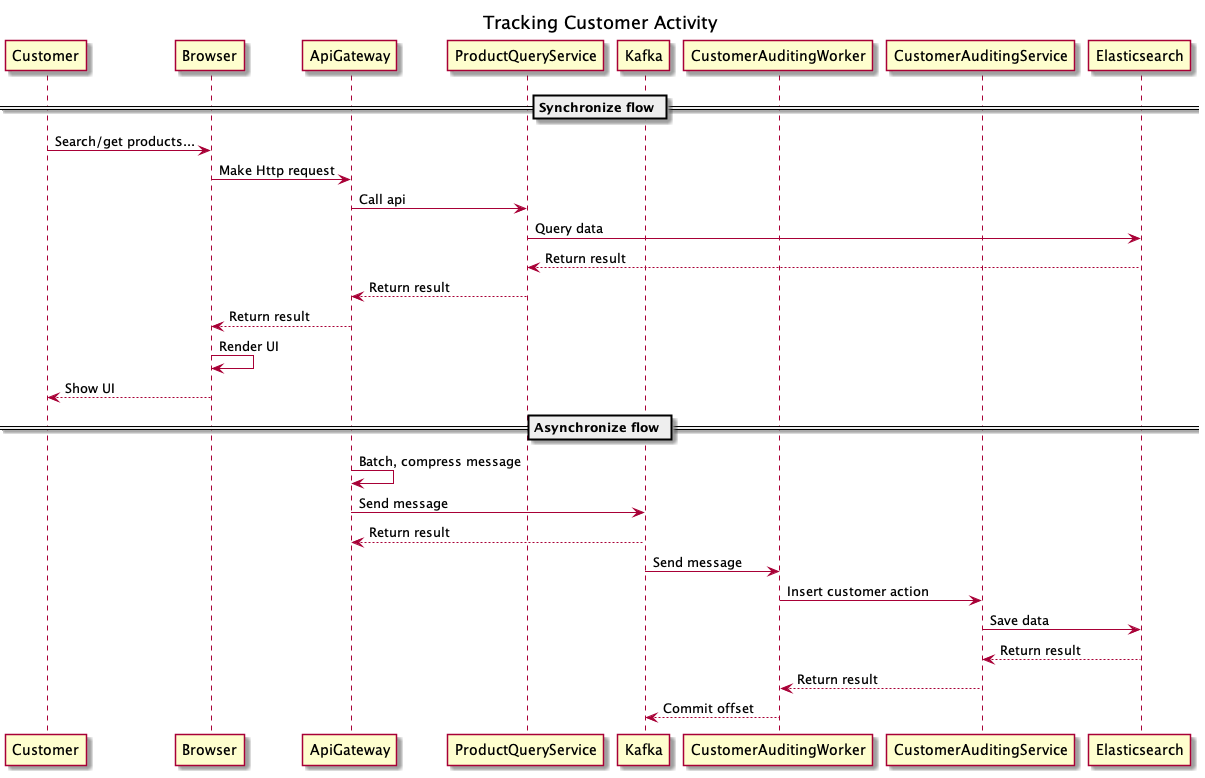 Tracking Customer Activity
Customer Browser ApiGateway ProductQueryService Kafka CustomerAuditingWorker CustomerAuditingService Elasticsearch
Synchronize flow
Search/get products...
Make Http request
Call api
Query data
Return result
Return result
Return result
Render UI
Show UI
Asynchronize flow
Batch, compress message
Send message
Return result
Send message
Insert customer action
Save data
Return result
Return result
Commit offset
Customer Browser ApiGateway ProductQueryService Kafka CustomerAuditingWorker CustomerAuditingService Elasticsearch